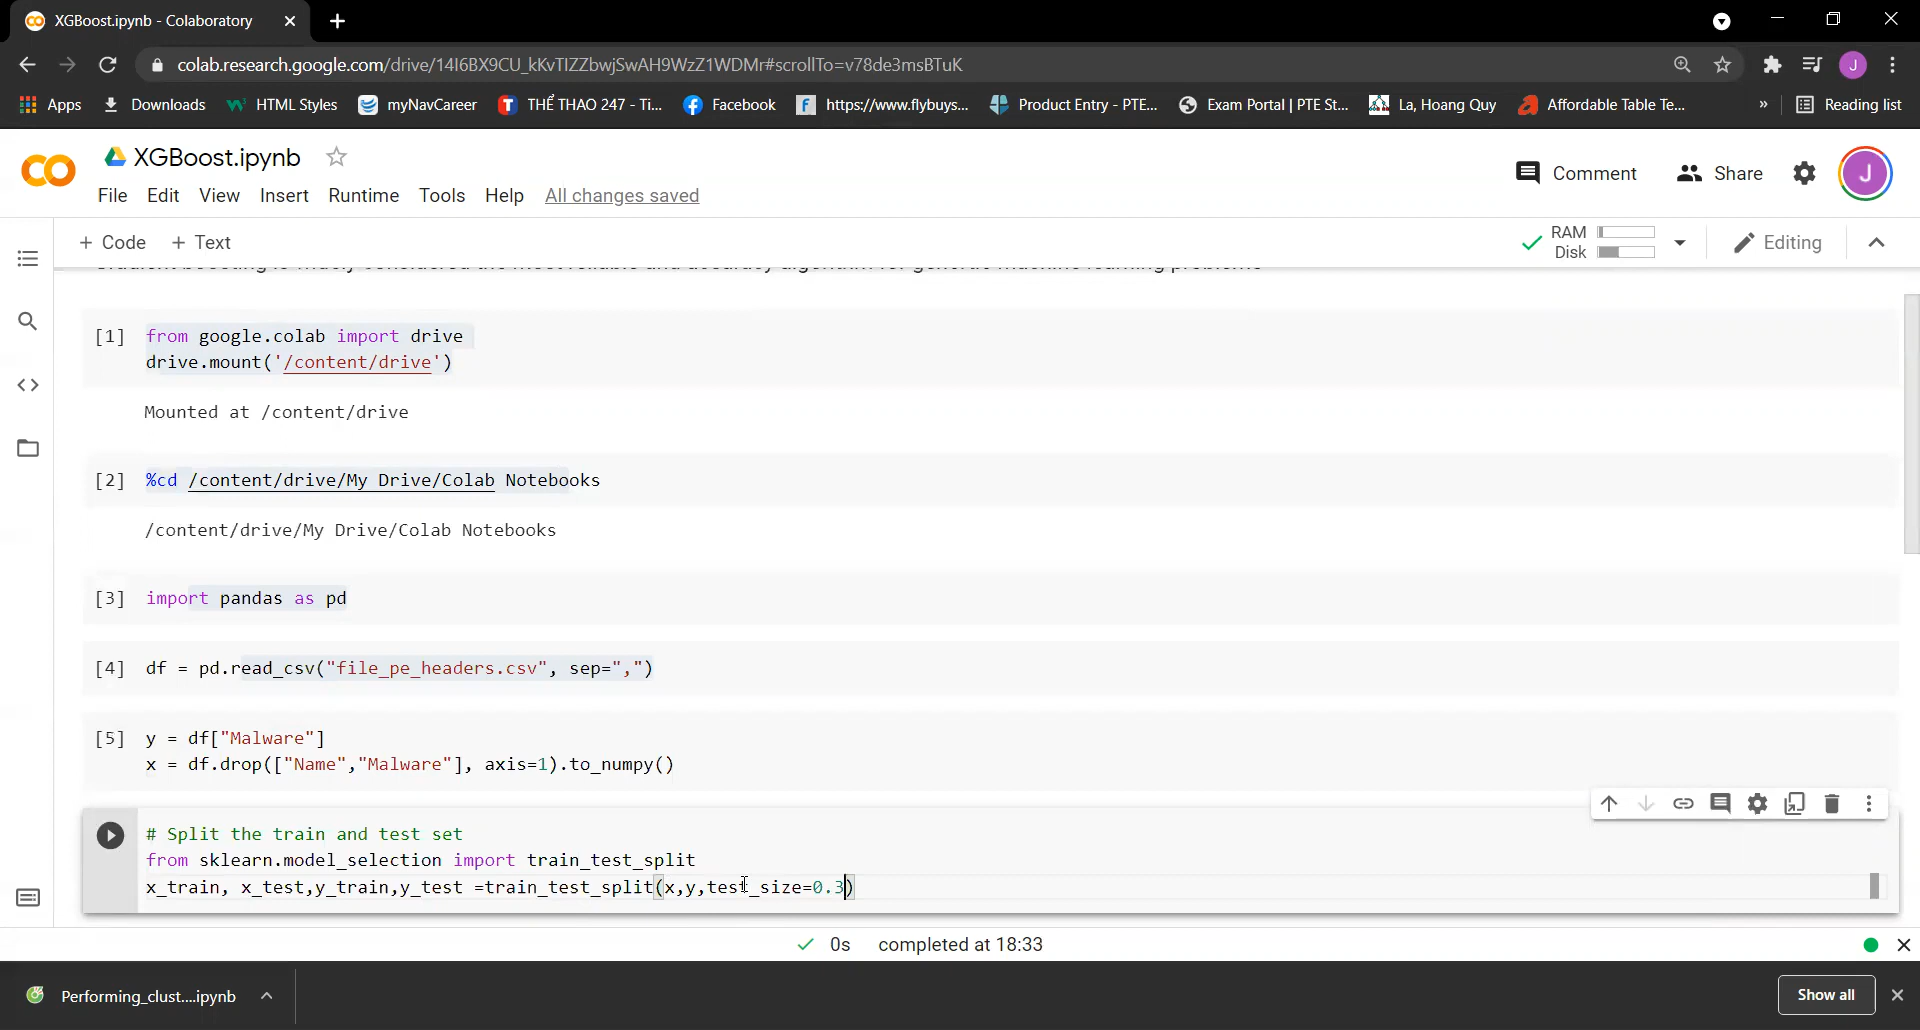 XGBoost.ipynb - Colaboratory
colab.research.google.com/drive/14I6BX9CU_kKvTIZZbwjSwAH9WzZ1WDMr#scrollTo=v78de3msBTuK
J
Apps Downloads HTML Styles myNavCareer THỂ THAO 247 - Ti... Facebook https://www.flybuys... Product Entry - PTE... Exam Portal | PTE St... La, Hoang Quy Affordable Table Te... » Reading list
XGBoost.ipynb
Comment Share J
File Edit View Insert Runtime Tools Help All changes saved
+ Code + Text
RAM
Disk
Editing
[1] from google.colab import drive
drive.mount('/content/drive')
Mounted at /content/drive
[2] %cd /content/drive/My Drive/Colab Notebooks
/content/drive/My Drive/Colab Notebooks
[3] import pandas as pd
[4] df = pd.read_csv("file_pe_headers.csv", sep=",")
[5] y = df["Malware"]
x = df.drop(["Name","Malware"], axis=1).to_numpy()
# Split the train and test set
from sklearn.model_selection import train_test_split
x_train, x_test,y_train,y_test =train_test_split(x,y,test_size=0.3)
0s completed at 18:33
Performing_clust....ipynb
Show all